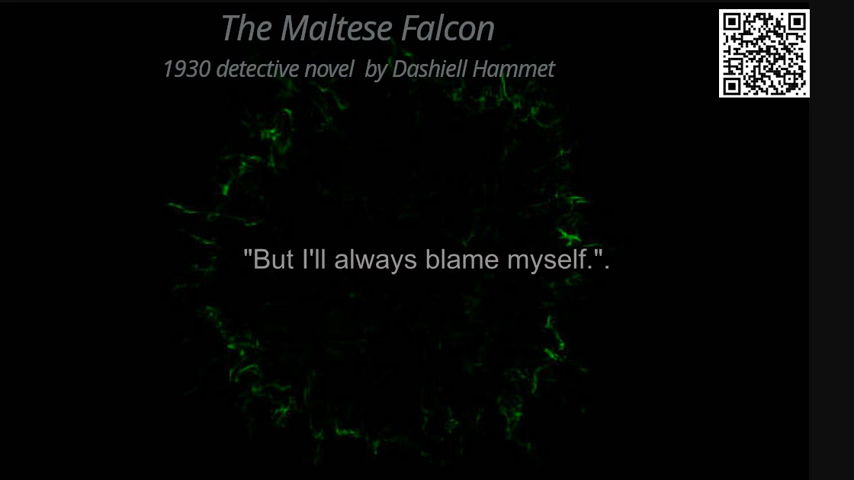 The Maltese Falcon
1930 detective novel by Dashiell Hammet
"But I'll always blame myself.".